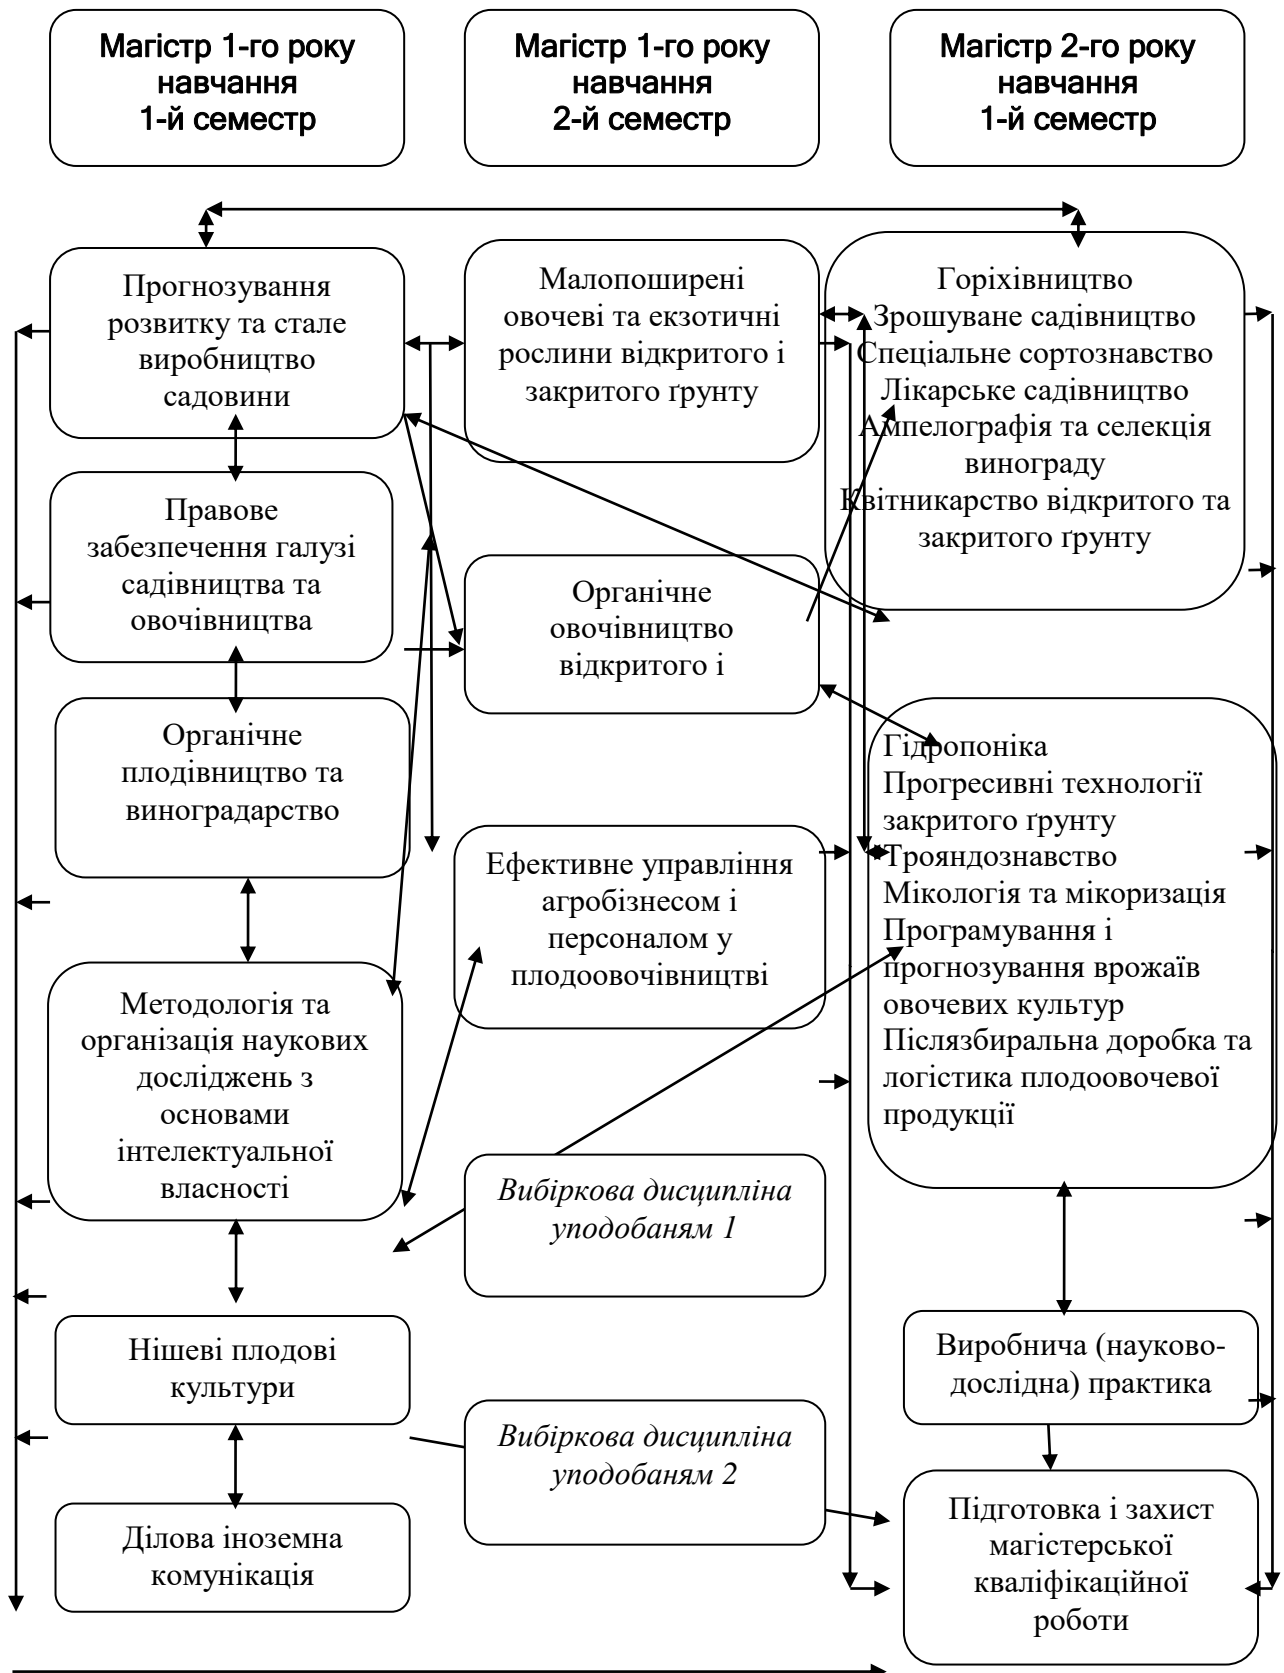 Магістр 1-го року
навчання
1-й семестр
Магістр 1-го року
навчання
2-й семестр
Магістр 2-го року
навчання
1-й семестр
Прогнозування
розвитку та стале
виробництво
садовини
Правове
забезпечення галузі
садівництва та
овочівництва
Органічне
плодівництво та
виноградарство
Методологія та
організація наукових
досліджень з
основами
інтелектуальної
власності
Нішеві плодові
культури
Ділова іноземна
комунікація
Малопоширені
овочеві та екзотичні
рослини відкритого і
закритого ґрунту
Органічне
овочівництво
відкритого і
Ефективне управління
агробізнесом і
персоналом у
плодоовочівництві
Вибіркова дисципліна
уподобаням 1
Вибіркова дисципліна
уподобаням 2
Горіхівництво
Зрошуване садівництво
Спеціальне сортознавство
Лікарське садівництво
Ампелографія та селекція
винограду
Квітникарство відкритого та
закритого ґрунту
Гідропоніка
Прогресивні технології
закритого ґрунту
Трояндознавство
Мікологія та мікоризація
Програмування і
прогнозування врожаїв
овочевих культур
Післязбиральна доробка та
логістика плодоовочевої
продукції
Виробнича (науково-
дослідна) практика
Підготовка і захист
магістерської
кваліфікаційної
роботи